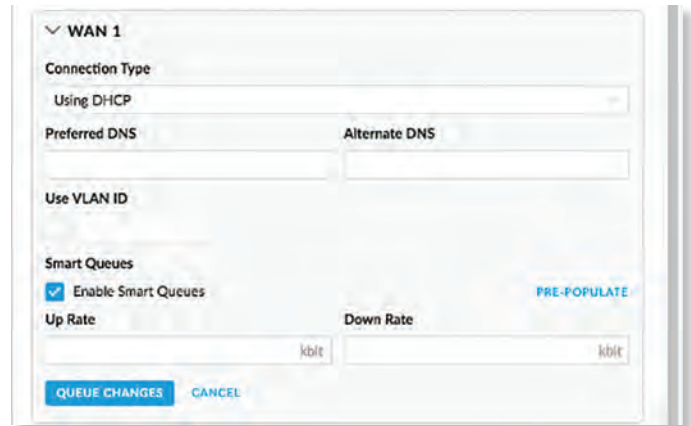 WAN 1
Connection Type
Using DHCP
Preferred DNS Alternate DNS
Use VLAN ID
Smart Queues
Enable Smart Queues PRE-POPULATE
Up Rate Down Rate
kbit kbit
QUEUE CHANGES CANCEL